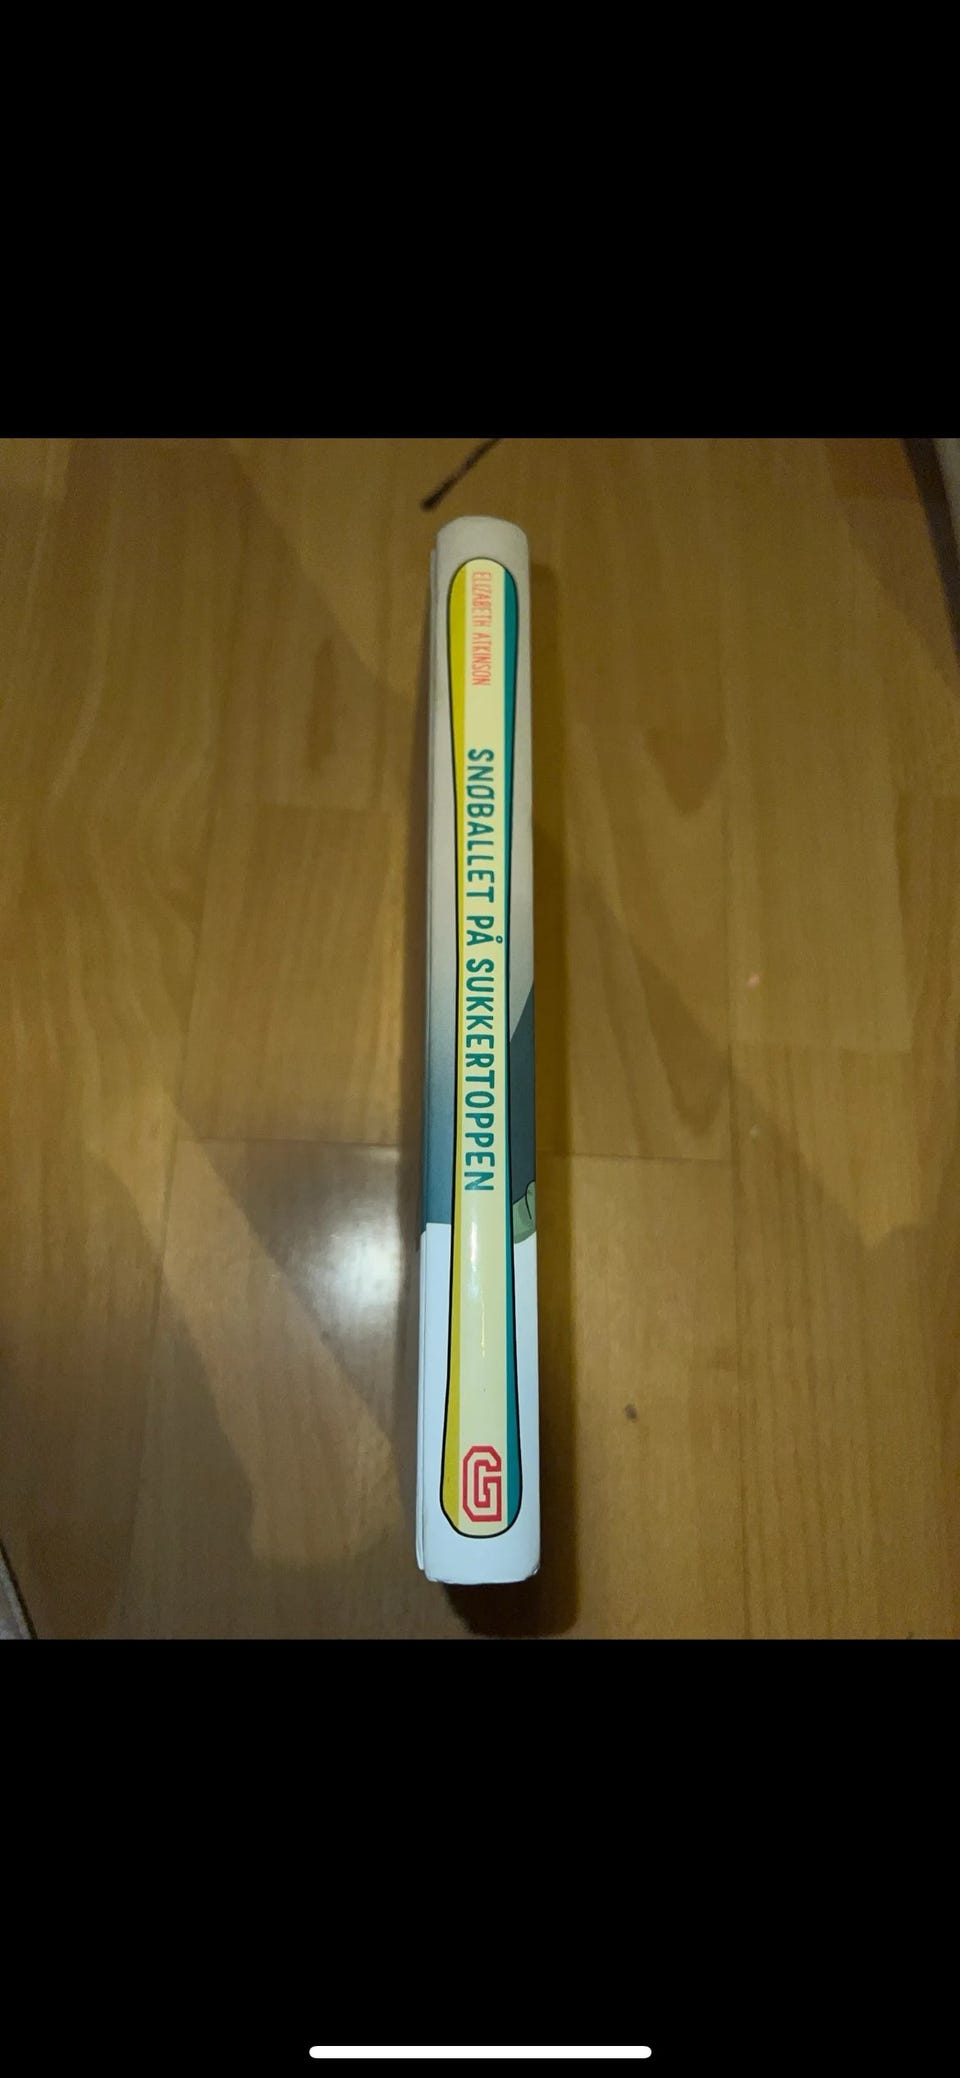 ELIZABETH ATKINSON
SNØBALLET PÅ SUKKERTOPPEN
G